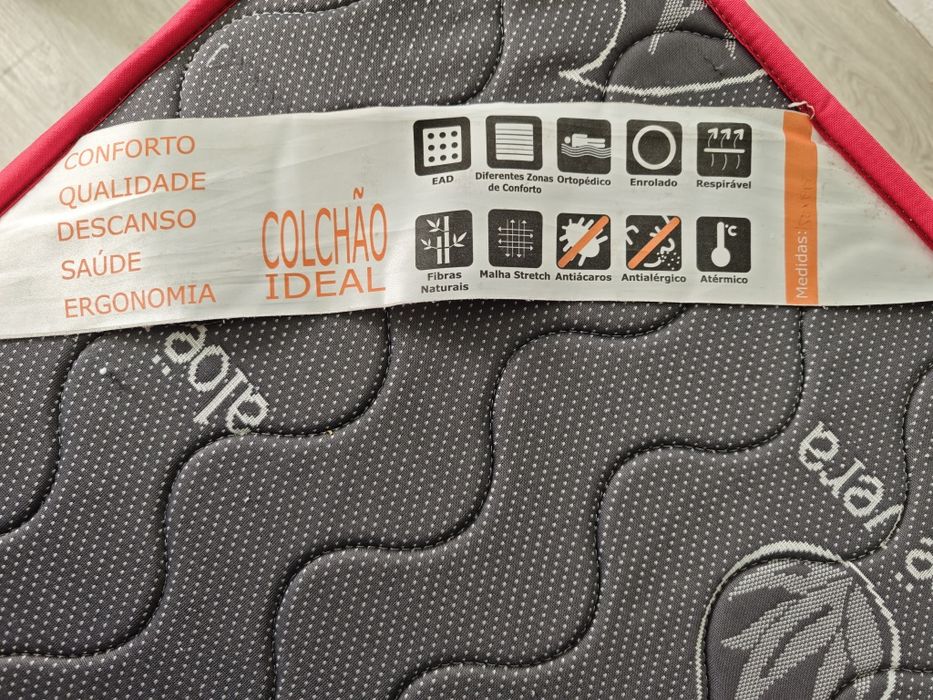 CONFORTO
QUALIDADE
DESCANSO
SAÚDE
ERGONOMIA
COLCHÃO
IDEAL
EAD
Diferentes Zonas
de Conforto
Ortopédico
Enrolado
Respirável
Fibras
Naturais
Malha Stretch
Antiácaros
Antialérgico
°C
Atérmico
Medidas:
aloë
vera